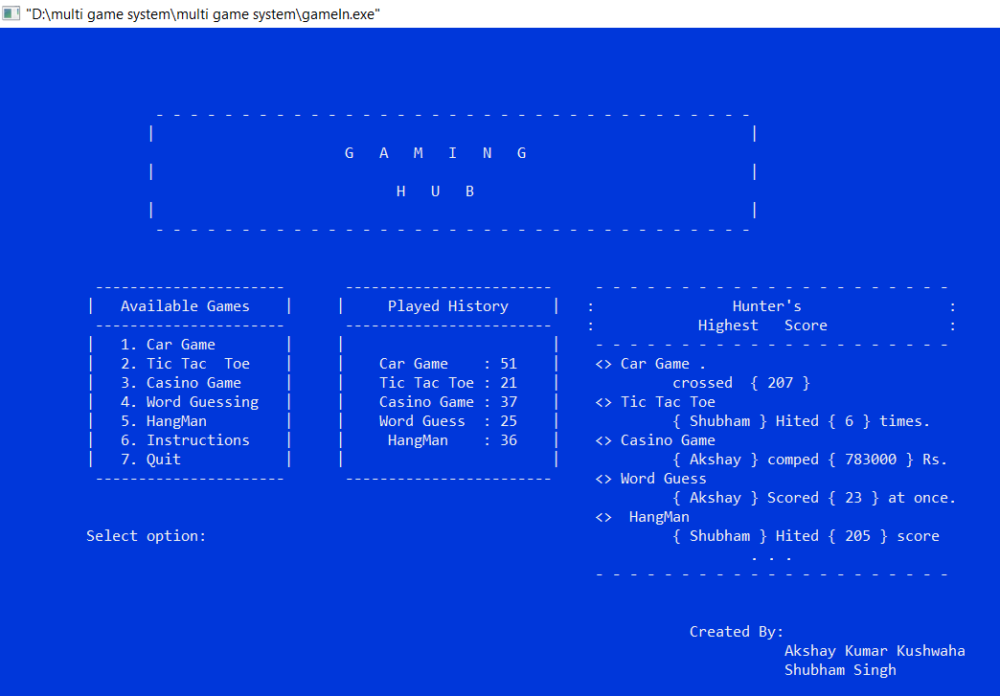 "D:\multi game system\multi game system\gameIn.exe"
G A M I N G
H U B
Available Games
1. Car Game
2. Tic Tac Toe
3. Casino Game
4. Word Guessing
5. HangMan
6. Instructions
7. Quit
Select option:
Played History
Car Game : 51
Tic Tac Toe : 21
Casino Game : 37
Word Guess : 25
HangMan : 36
Hunter's
Highest Score
<> Car Game .
crossed { 207 }
<> Tic Tac Toe
{ Shubham } Hited { 6 } times.
<> Casino Game
{ Akshay } comped { 783000 } Rs.
<> Word Guess
{ Akshay } Scored { 23 } at once.
<> HangMan
{ Shubham } Hited { 205 } score
. . .
Created By:
Akshay Kumar Kushwaha
Shubham Singh